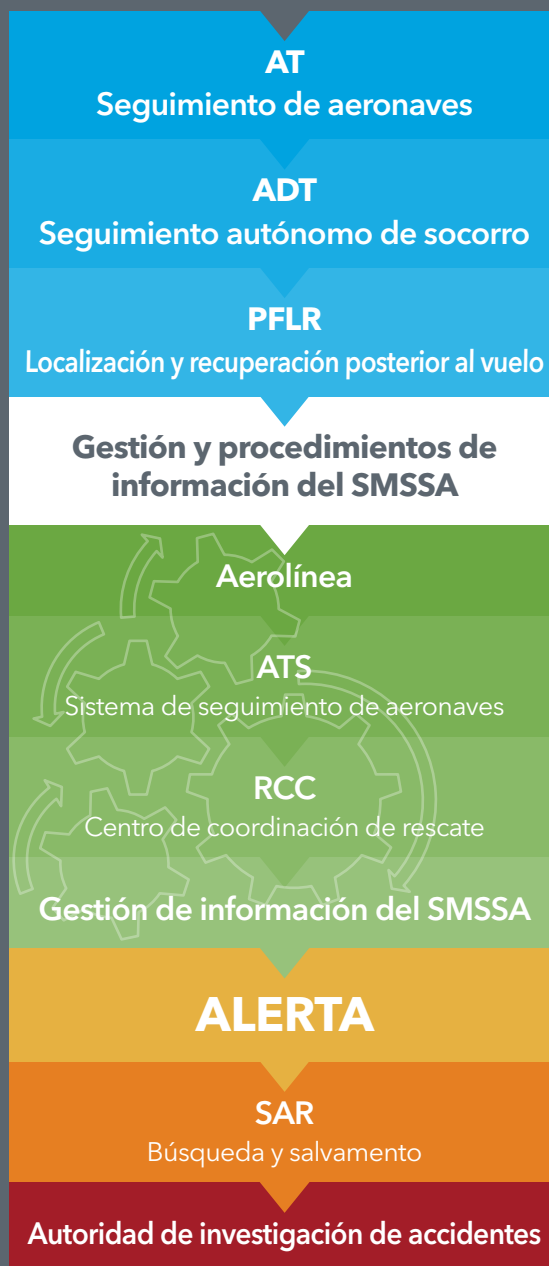 AT
Seguimiento de aeronaves
ADT
Seguimiento autónomo de socorro
PFLR
Localización y recuperación posterior al vuelo
Gestión y procedimientos de
información del SMSSA
Aerolínea
ATS
Sistema de seguimiento de aeronaves
RCC
Centro de coordinación de rescate
Gestión de información del SMSSA
ALERTA
SAR
Búsqueda y salvamento
Autoridad de investigación de accidentes